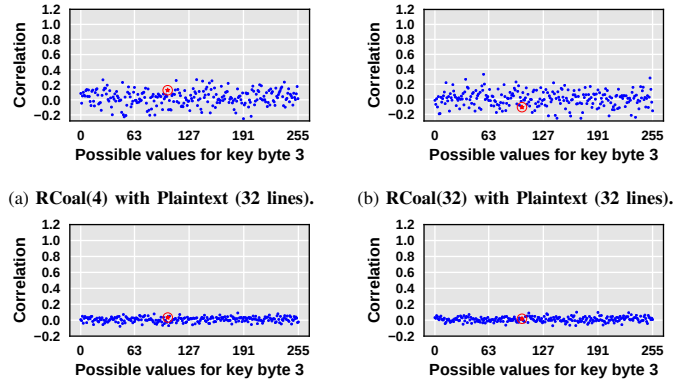 1.2
1.0
0.8
0.6
0.4
0.2
0.0
−0.2
Correlation
0 63 127 191 255
Possible values for key byte 3
1.2
1.0
0.8
0.6
0.4
0.2
0.0
−0.2
Correlation
0 63 127 191 255
Possible values for key byte 3
(a) RCoal(4) with Plaintext (32 lines).
(b) RCoal(32) with Plaintext (32 lines).
1.2
1.0
0.8
0.6
0.4
0.2
0.0
−0.2
Correlation
0 63 127 191 255
Possible values for key byte 3
1.2
1.0
0.8
0.6
0.4
0.2
0.0
−0.2
Correlation
0 63 127 191 255
Possible values for key byte 3